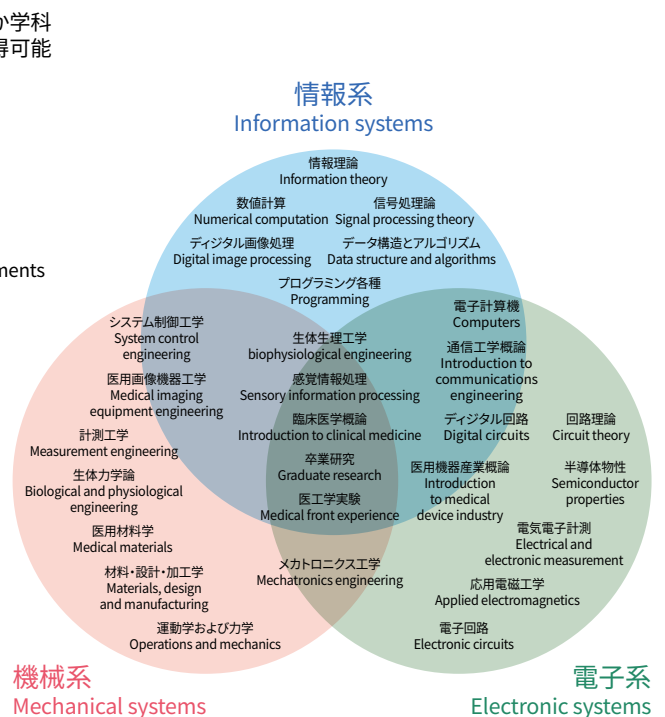 か学科
得可能
ments
情報系
Information systems
情報理論
Information theory
数値計算
Numerical computation
信号処理論
Signal processing theory
ディジタル画像処理
Digital image processing
データ構造とアルゴリズム
Data structure and algorithms
プログラミング各種
Programming
電子計算機
Computers
システム制御工学
System control
engineering
生体生理工学
biophysiological engineering
通信工学概論
Introduction to
communications
engineering
医用画像機器工学
Medical imaging
equipment engineering
感覚情報処理
Sensory information processing
計測工学
Measurement engineering
臨床医学概論
Introduction to clinical medicine
ディジタル回路
Digital circuits
回路理論
Circuit theory
生体力学論
Biological and physiological
engineering
卒業研究
Graduate research
医用機器産業概論
Introduction
to medical
device industry
半導体物性
Semiconductor
properties
医工学実験
Medical front experience
医用材料学
Medical materials
電気電子計測
Electrical and
electronic measurement
材料・設計・加工学
Materials, design
and manufacturing
メカトロニクス工学
Mechatronics engineering
応用電磁工学
Applied electromagnetics
運動学および力学
Operations and mechanics
電子回路
Electronic circuits
機械系
Mechanical systems
電子系
Electronic systems